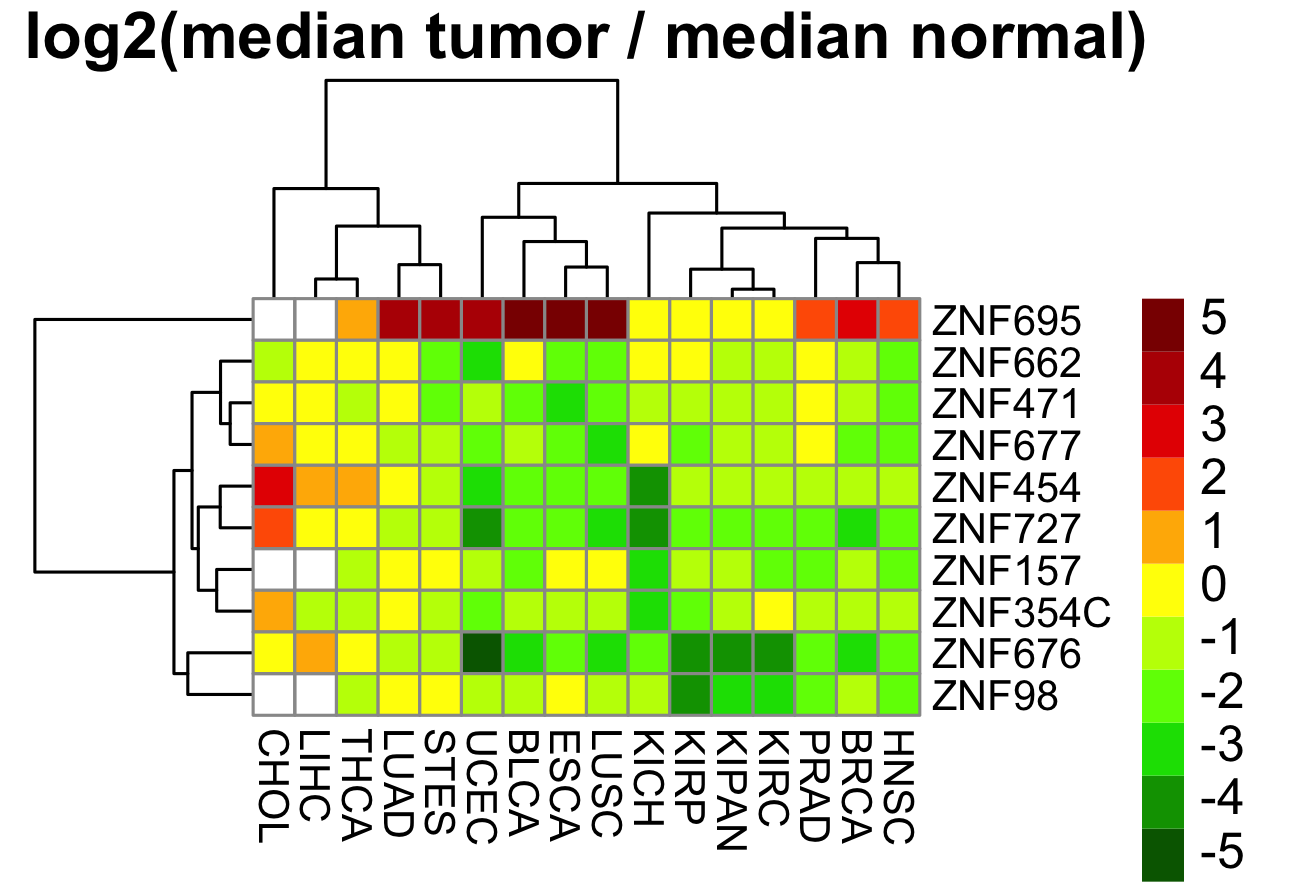 log2(median tumor / median normal)
ZNF695
ZNF662
ZNF471
ZNF677
ZNF454
ZNF727
ZNF157
ZNF354C
ZNF676
ZNF98
5
4
3
2
1
0
-1
-2
-3
-4
-5
CHOL
LIHC
THCA
LUAD
STES
UCEC
BLCA
ESCA
LUSC
KICH
KIRP
KIPAN
KIRC
PRAD
BRCA
HNSC